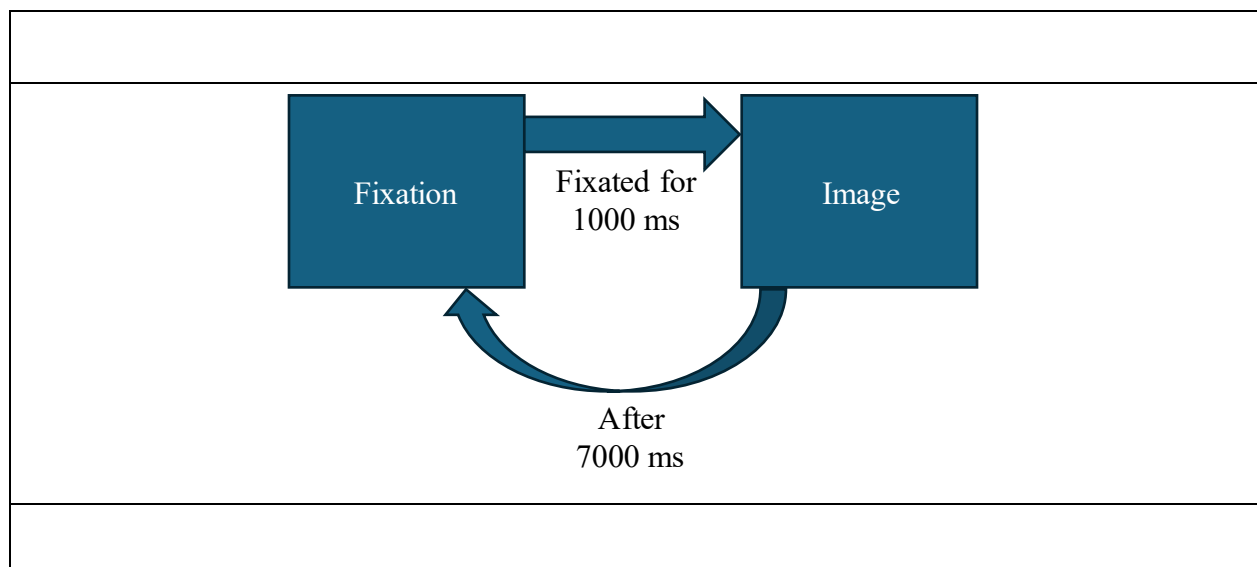 Fixation
Fixated for
1000 ms
Image
After
7000 ms